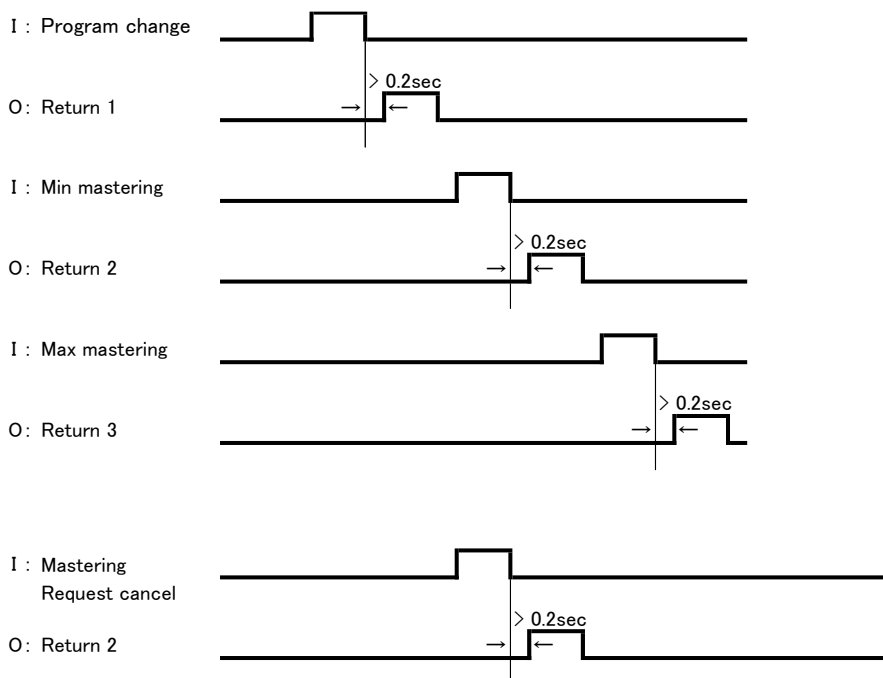 I : Program change
> 0.2sec
O: Return 1
I : Min mastering
> 0.2sec
O: Return 2
I : Max mastering
> 0.2sec
O: Return 3
I : Mastering
Request cancel
> 0.2sec
O: Return 2